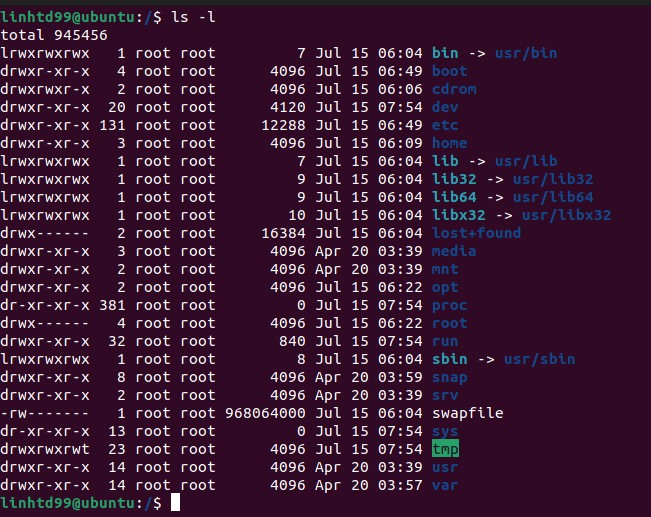 linhtd99@ubuntu:/$ ls -l
total 945456
lrwxrwxrwx   1 root root         7 Jul 15 06:04 bin -> usr/bin
drwxr-xr-x   4 root root      4096 Jul 15 06:49 boot
drwxrwxr-x   2 root root      4096 Jul 15 06:06 cdrom
drwxr-xr-x  20 root root      4120 Jul 15 07:54 dev
drwxr-xr-x 131 root root     12288 Jul 15 06:49 etc
drwxr-xr-x   3 root root      4096 Jul 15 06:09 home
lrwxrwxrwx   1 root root         7 Jul 15 06:04 lib -> usr/lib
lrwxrwxrwx   1 root root         9 Jul 15 06:04 lib32 -> usr/lib32
lrwxrwxrwx   1 root root         9 Jul 15 06:04 lib64 -> usr/lib64
lrwxrwxrwx   1 root root        10 Jul 15 06:04 libx32 -> usr/libx32
drwx------   2 root root     16384 Jul 15 06:04 lost+found
drwxr-xr-x   3 root root      4096 Apr 20 03:39 media
drwxr-xr-x   2 root root      4096 Apr 20 03:39 mnt
drwxr-xr-x   2 root root      4096 Jul 15 06:22 opt
dr-xr-xr-x 381 root root         0 Jul 15 07:54 proc
drwx------   4 root root      4096 Jul 15 06:22 root
drwxr-xr-x  32 root root       840 Jul 15 07:54 run
lrwxrwxrwx   1 root root         8 Jul 15 06:04 sbin -> usr/sbin
drwxr-xr-x   8 root root      4096 Apr 20 03:59 snap
drwxr-xr-x   2 root root      4096 Apr 20 03:39 srv
-rw-------   1 root root 968064000 Jul 15 06:04 swapfile
dr-xr-xr-x  13 root root         0 Jul 15 07:54 sys
drwxrwxrwt  23 root root      4096 Jul 15 07:54 tmp
drwxr-xr-x  14 root root      4096 Apr 20 03:39 usr
drwxr-xr-x  14 root root      4096 Apr 20 03:57 var
linhtd99@ubuntu:/$